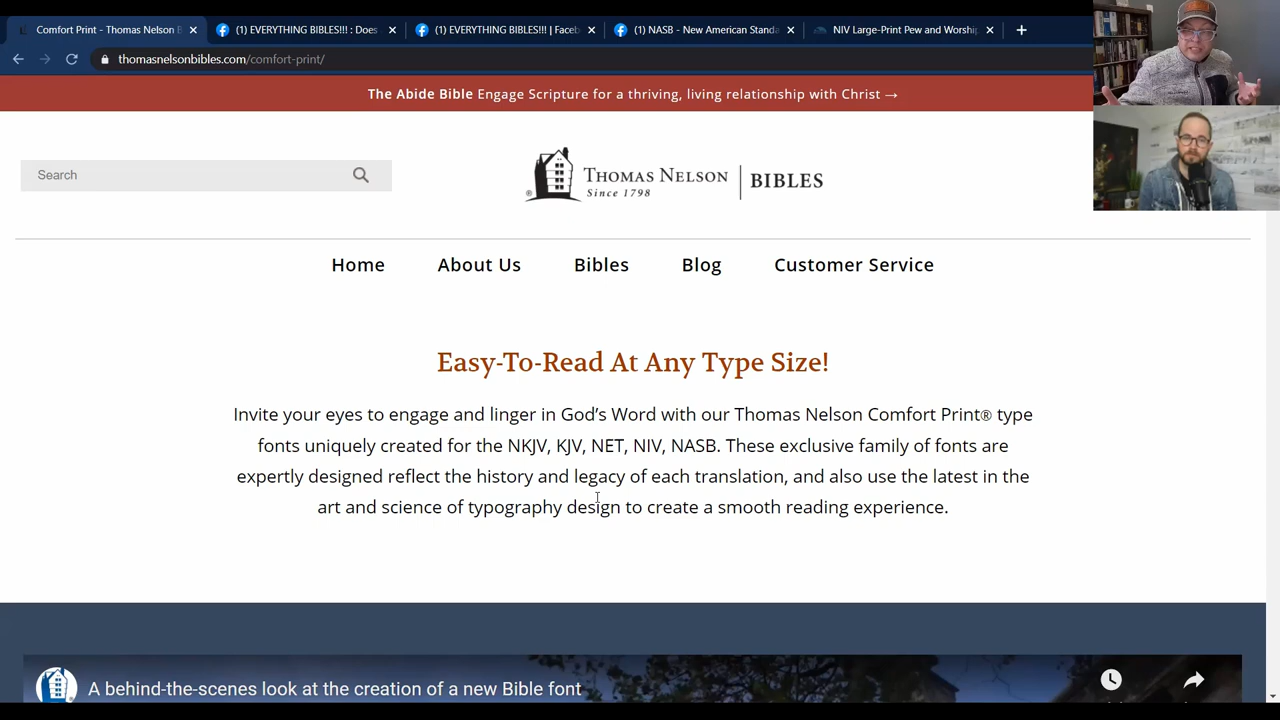 Comfort Print - Thomas Nelson B
(1) EVERYTHING BIBLES!!! : Does
(1) EVERYTHING BIBLES!!! | Faceb
(1) NASB - New American Standa
NIV Large-Print Pew and Worship
thomasnelsonbibles.com/comfort-print/
The Abide Bible Engage Scripture for a thriving, living relationship with Christ →
Search
THOMAS NELSON
Since 1798
BIBLES
Home
About Us
Bibles
Blog
Customer Service
Easy-To-Read At Any Type Size!
Invite your eyes to engage and linger in God’s Word with our Thomas Nelson Comfort Print® type
fonts uniquely created for the NKJV, KJV, NET, NIV, NASB. These exclusive family of fonts are
expertly designed reflect the history and legacy of each translation, and also use the latest in the
art and science of typography design to create a smooth reading experience.
A behind-the-scenes look at the creation of a new Bible font